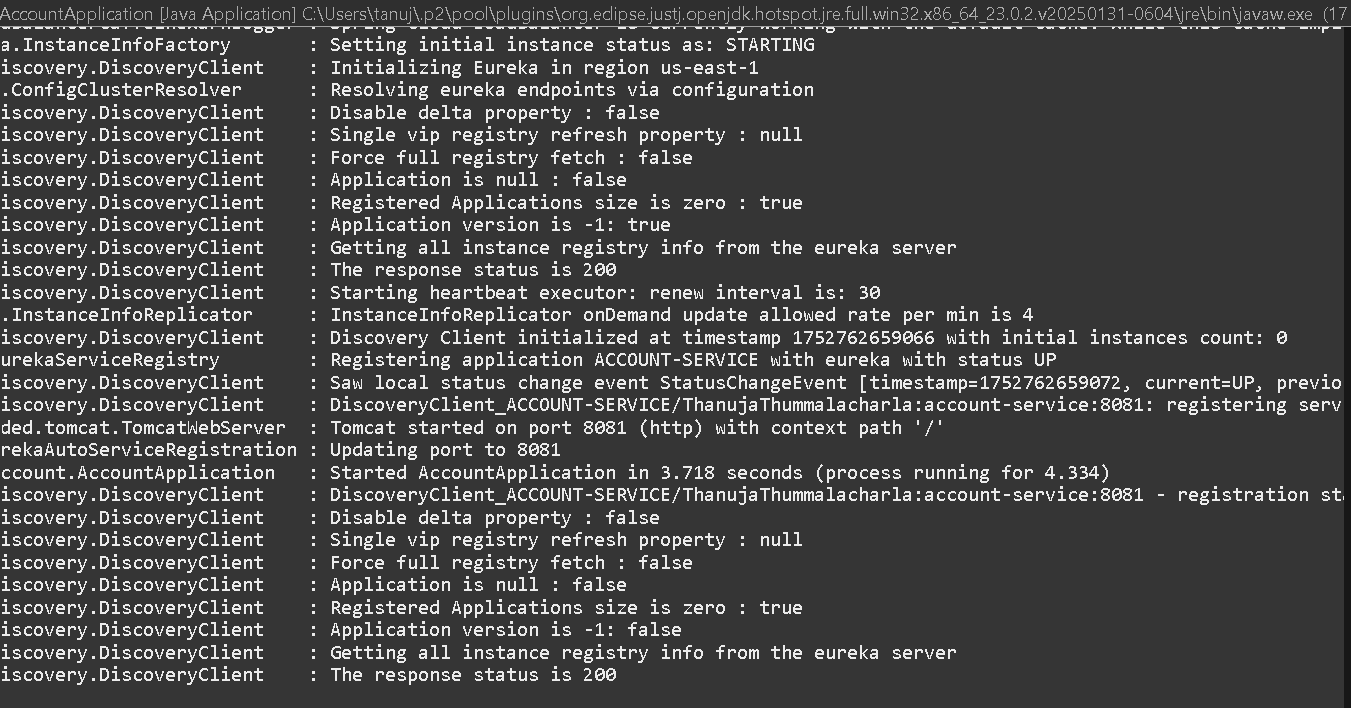 AccountApplication [Java Application] C:\Users\tanuj\.p2\pool\plugins\org.eclipse.justj.openjdk.hotspot.jre.full.win32.x86_64_23.0.2.v20250131-0604\jre\bin\javaw.exe (17
a.InstanceInfoFactory : Setting initial instance status as: STARTING
iscovery.DiscoveryClient : Initializing Eureka in region us-east-1
.ConfigClusterResolver : Resolving eureka endpoints via configuration
iscovery.DiscoveryClient : Disable delta property : false
iscovery.DiscoveryClient : Single vip registry refresh property : null
iscovery.DiscoveryClient : Force full registry fetch : false
iscovery.DiscoveryClient : Application is null : false
iscovery.DiscoveryClient : Registered Applications size is zero : true
iscovery.DiscoveryClient : Application version is -1: true
iscovery.DiscoveryClient : Getting all instance registry info from the eureka server
iscovery.DiscoveryClient : The response status is 200
iscovery.DiscoveryClient : Starting heartbeat executor: renew interval is: 30
.InstanceInfoReplicator : InstanceInfoReplicator onDemand update allowed rate per min is 4
iscovery.DiscoveryClient : Discovery Client initialized at timestamp 1752762659066 with initial instances count: 0
urekaServiceRegistry : Registering application ACCOUNT-SERVICE with eureka with status UP
iscovery.DiscoveryClient : Saw local status change event StatusChangeEvent [timestamp=1752762659072, current=UP, previo
iscovery.DiscoveryClient : DiscoveryClient_ACCOUNT-SERVICE/ThanujaThummalacharla:account-service:8081: registering serv
ded.tomcat.TomcatWebServer : Tomcat started on port 8081 (http) with context path '/'
rekaAutoServiceRegistration : Updating port to 8081
ccount.AccountApplication : Started AccountApplication in 3.718 seconds (process running for 4.334)
iscovery.DiscoveryClient : DiscoveryClient_ACCOUNT-SERVICE/ThanujaThummalacharla:account-service:8081 - registration sta
iscovery.DiscoveryClient : Disable delta property : false
iscovery.DiscoveryClient : Single vip registry refresh property : null
iscovery.DiscoveryClient : Force full registry fetch : false
iscovery.DiscoveryClient : Application is null : false
iscovery.DiscoveryClient : Registered Applications size is zero : true
iscovery.DiscoveryClient : Application version is -1: false
iscovery.DiscoveryClient : Getting all instance registry info from the eureka server
iscovery.DiscoveryClient : The response status is 200